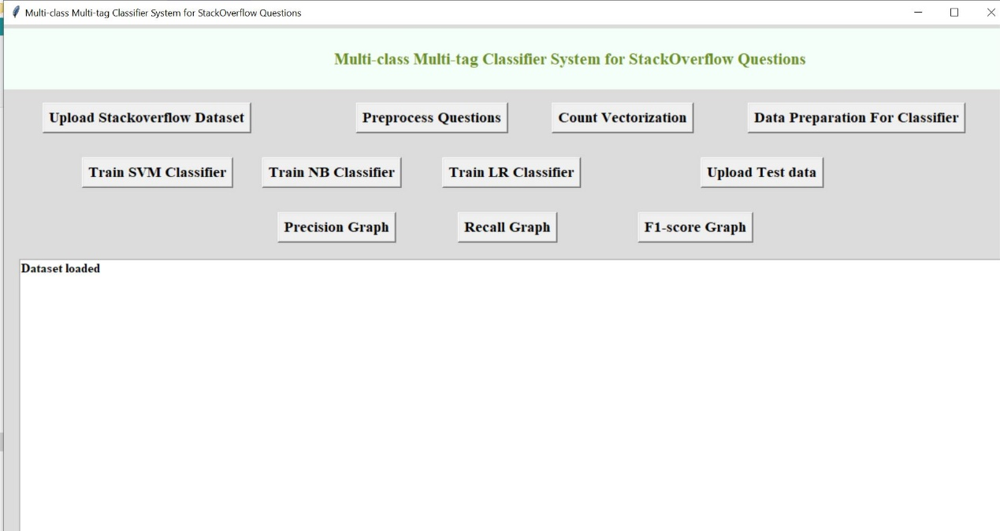 Multi-class Multi-tag Classifier System for StackOverflow Questions
Multi-class Multi-tag Classifier System for StackOverflow Questions
Upload Stackoverflow Dataset Preprocess Questions Count Vectorization Data Preparation For Classifier
Train SVM Classifier Train NB Classifier Train LR Classifier Upload Test data
Precision Graph Recall Graph F1-score Graph
Dataset loaded